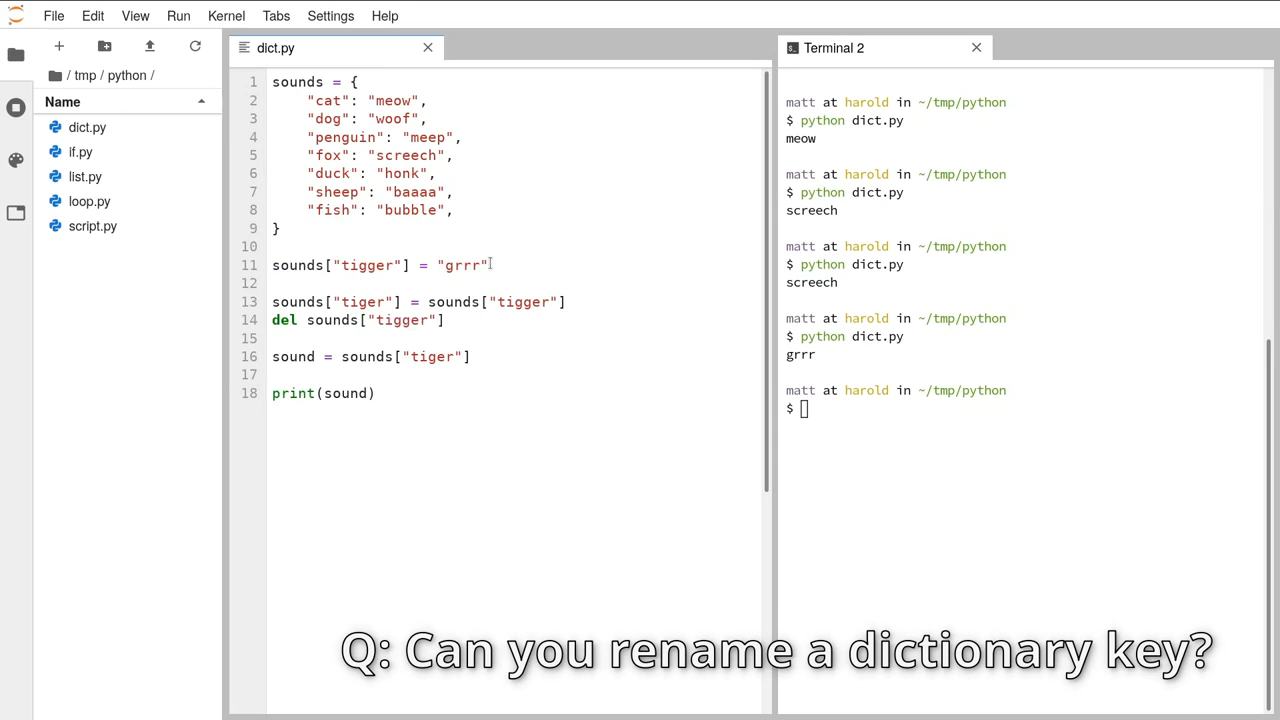 File Edit View Run Kernel Tabs Settings Help
/ tmp / python /
Name
dict.py
if.py
list.py
loop.py
script.py
dict.py
1 sounds = {
2     "cat": "meow",
3     "dog": "woof",
4     "penguin": "meep",
5     "fox": "screech",
6     "duck": "honk",
7     "sheep": "baaaa",
8     "fish": "bubble",
9 }
10
11 sounds["tigger"] = "grrr"
12
13 sounds["tiger"] = sounds["tigger"]
14 del sounds["tigger"]
15
16 sound = sounds["tiger"]
17
18 print(sound)
Terminal 2
matt at harold in ~/tmp/python
$ python dict.py
meow
matt at harold in ~/tmp/python
$ python dict.py
screech
matt at harold in ~/tmp/python
$ python dict.py
screech
matt at harold in ~/tmp/python
$ python dict.py
grrr
matt at harold in ~/tmp/python
$
Q: Can you rename a dictionary key?